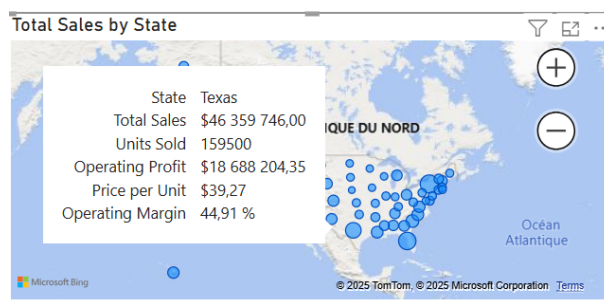 Total Sales by State
State Texas
Total Sales $46 359 746,00
Units Sold 159500
Operating Profit $18 688 204,35
Price per Unit $39,27
Operating Margin 44,91 %
IQUE DU NORD
Océan
Atlantique
Microsoft Bing
© 2025 TomTom, © 2025 Microsoft Corporation Terms